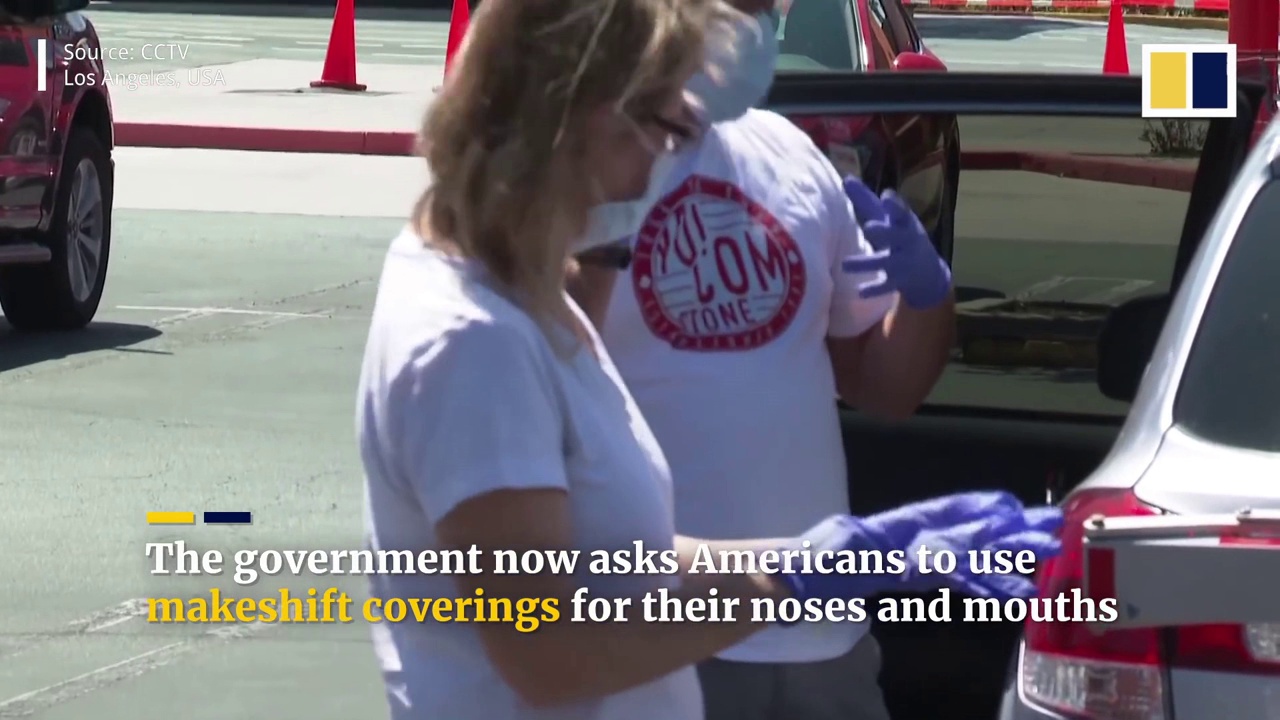 Source: CCTV
Los Angeles, USA
The government now asks Americans to use
makeshift coverings for their noses and mouths